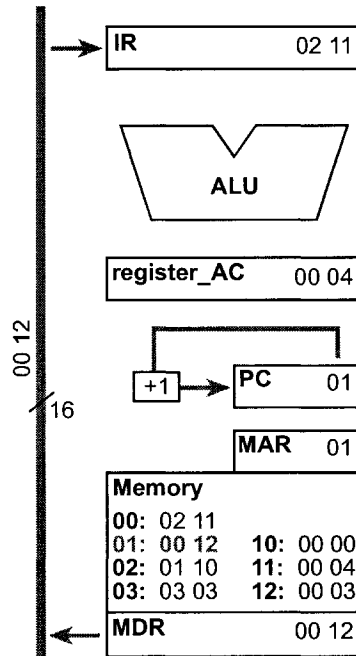 IR 02 11
ALU
register_AC 00 04
00 12
16
+1
PC 01
MAR 01
Memory
00: 02 11
01: 00 12 10: 00 00
02: 01 10 11: 00 04
03: 03 03 12: 00 03
MDR 00 12